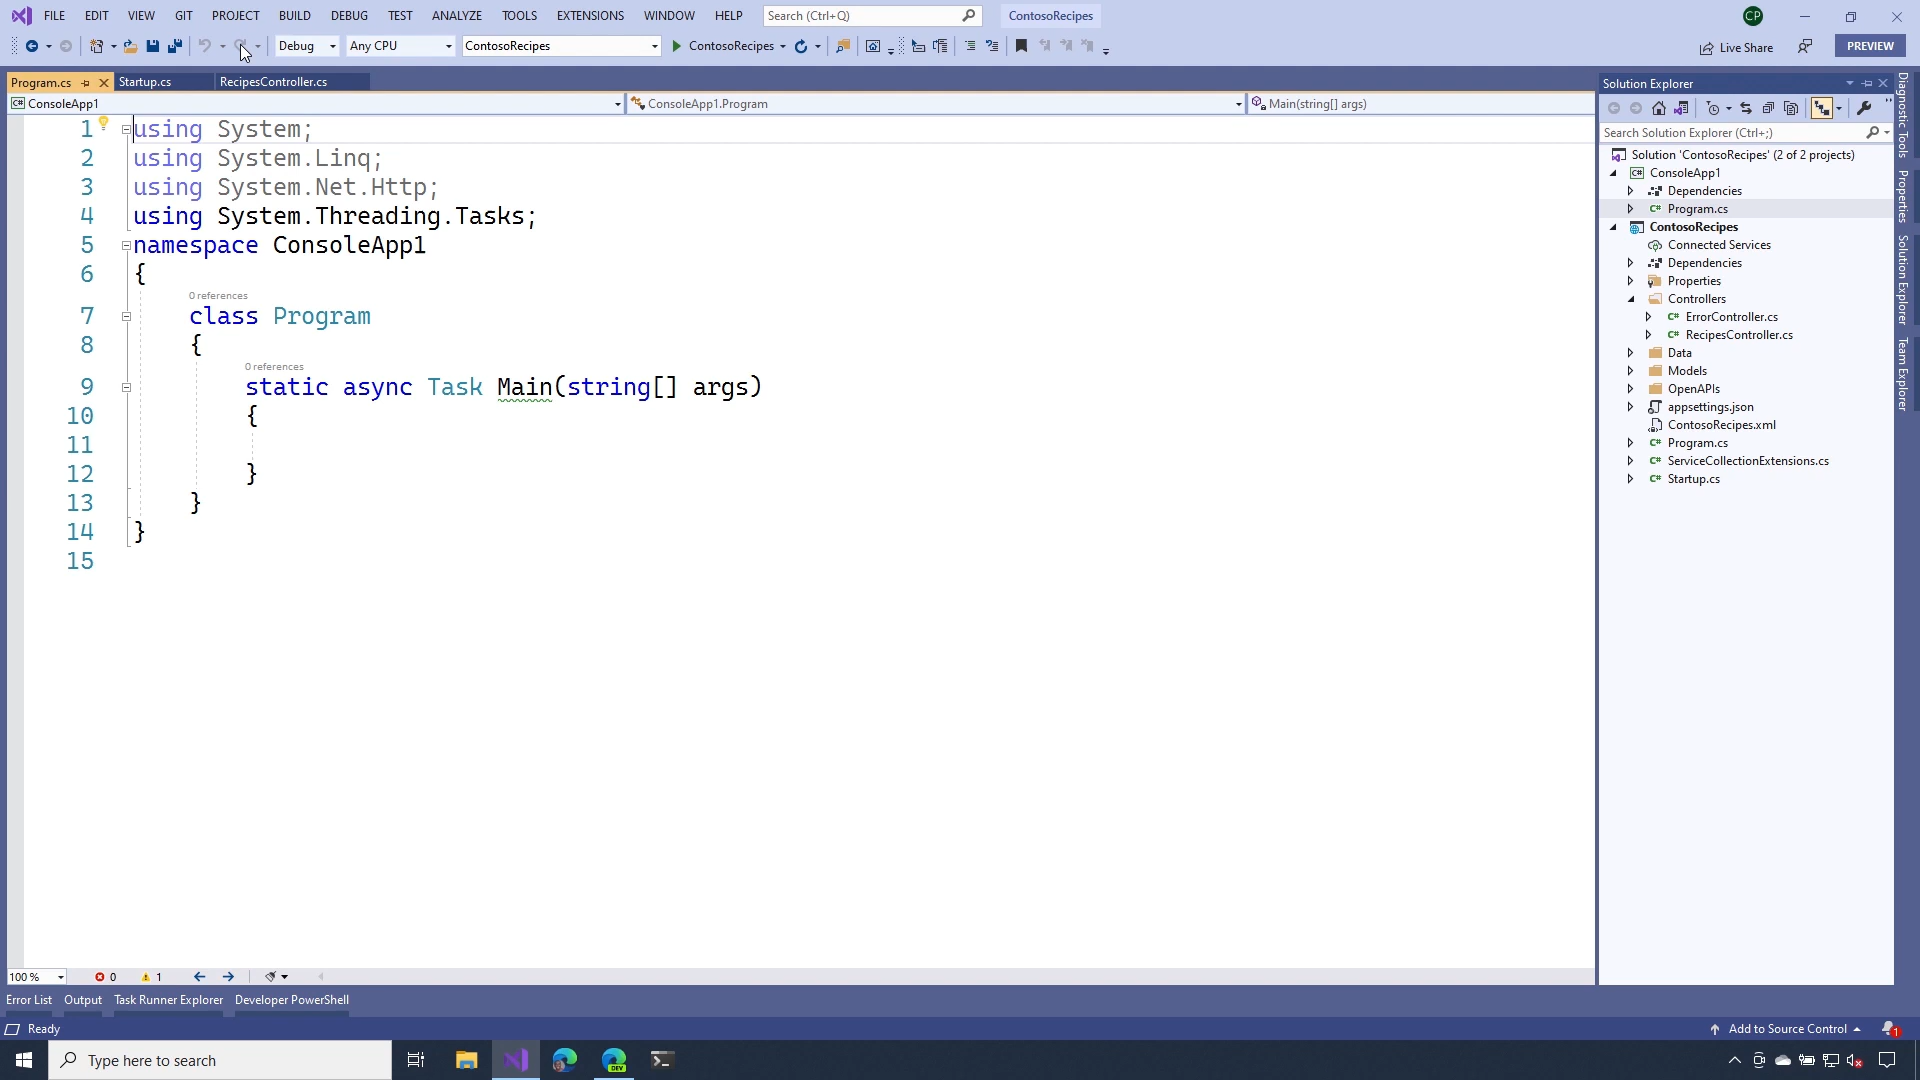 FILE EDIT VIEW GIT PROJECT BUILD DEBUG TEST ANALYZE TOOLS EXTENSIONS WINDOW HELP Search (Ctrl+Q) ContosoRecipes CP
Debug Any CPU ContosoRecipes ContosoRecipes Live Share PREVIEW
Program.cs Startup.cs RecipesController.cs
C# ConsoleApp1 ConsoleApp1.Program Main(string[] args)
1 using System;
2 using System.Linq;
3 using System.Net.Http;
4 using System.Threading.Tasks;
5 namespace ConsoleApp1
6 {
0 references
7 class Program
8 {
0 references
9 static async Task Main(string[] args)
10 {
11
12 }
13 }
14 }
15
100 % 0 1
Error List Output Task Runner Explorer Developer PowerShell
Ready Add to Source Control 1
Type here to search
DEV
Solution Explorer
Search Solution Explorer (Ctrl+;)
Solution 'ContosoRecipes' (2 of 2 projects)
C# ConsoleApp1
Dependencies
C# Program.cs
ContosoRecipes
Connected Services
Dependencies
Properties
Controllers
C# ErrorController.cs
C# RecipesController.cs
Data
Models
OpenAPIs
appsettings.json
ContosoRecipes.xml
C# Program.cs
C# ServiceCollectionExtensions.cs
C# Startup.cs
Diagnostic Tools
Properties
Solution Explorer
Team Explorer